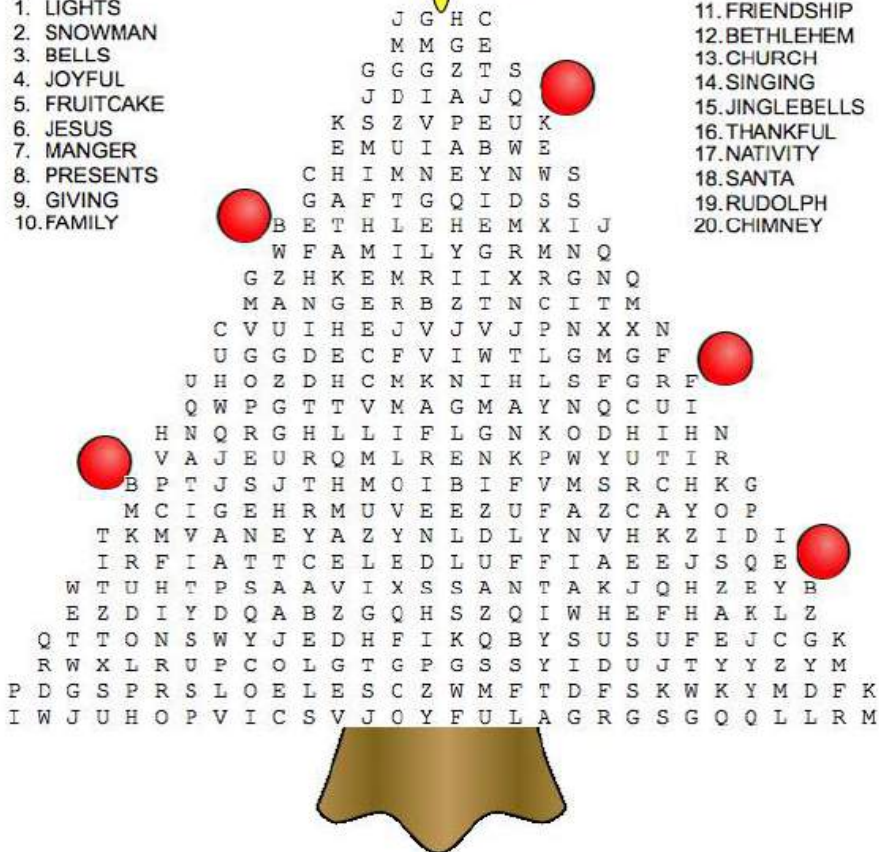 1. LIGHTS
2. SNOWMAN
3. BELLS
4. JOYFUL
5. FRUITCAKE
6. JESUS
7. MANGER
8. PRESENTS
9. GIVING
10. FAMILY
11. FRIENDSHIP
12. BETHLEHEM
13. CHURCH
14. SINGING
15. JINGLEBELLS
16. THANKFUL
17. NATIVITY
18. SANTA
19. RUDOLPH
20. CHIMNEY
J G H C
M M G E
G G G Z T S
J D I A J Q
K S Z V P E U K
E M U I A B W E
C H I M N E Y N W S
G A F T G Q I D S S
B E T H L E H E M X I J
W F A M I L Y G R M N Q
G Z H K E M R I I X R G N Q
M A N G E R B Z T N C I T M
C V U I H E J V J V J P N X X N
U G G D E C F V I W T L G M G F
U H O Z D H C M K N I H L S F G R F
Q W P G T T V M A G M A Y N Q C U I
H N Q R G H L L I F L G N K O D H I H N
V A J E U R Q M L R E N K P W Y U T I R
B P T J S J T H M O I B I F V M S R C H K G
M C I G E H R M U V E E Z U F A Z C A Y O P
T K M V A N E Y A Z Y N L D L Y N V H K Z I D I
I R F I A T T C E L E D L U F F I A E E J S Q E
W T U H T P S A A V I X S S A N T A K J Q H Z E Y B
E Z D I Y D Q A B Z G Q H S Z Q I W H E F H A K L Z
Q T T O N S W Y J E D H F I K Q B Y S U S U F E J C G K
R W X L R U P C O L G T G P G S S Y I D U J T Y Y Z Y M
P D G S P R S L O E L E S C Z W M F T D F S K W K Y M D F K
I W J U H O P V I C S V J O Y F U L A G R G S G Q Q L L R M